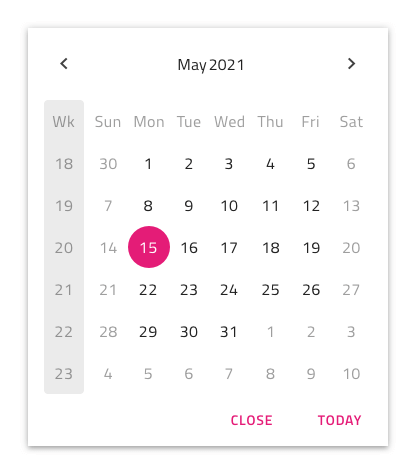 May 2021
Wk Sun Mon Tue Wed Thu Fri Sat
18 30 1 2 3 4 5 6
19 7 8 9 10 11 12 13
20 14 15 16 17 18 19 20
21 21 22 23 24 25 26 27
22 28 29 30 31 1 2 3
23 4 5 6 7 8 9 10
CLOSE TODAY